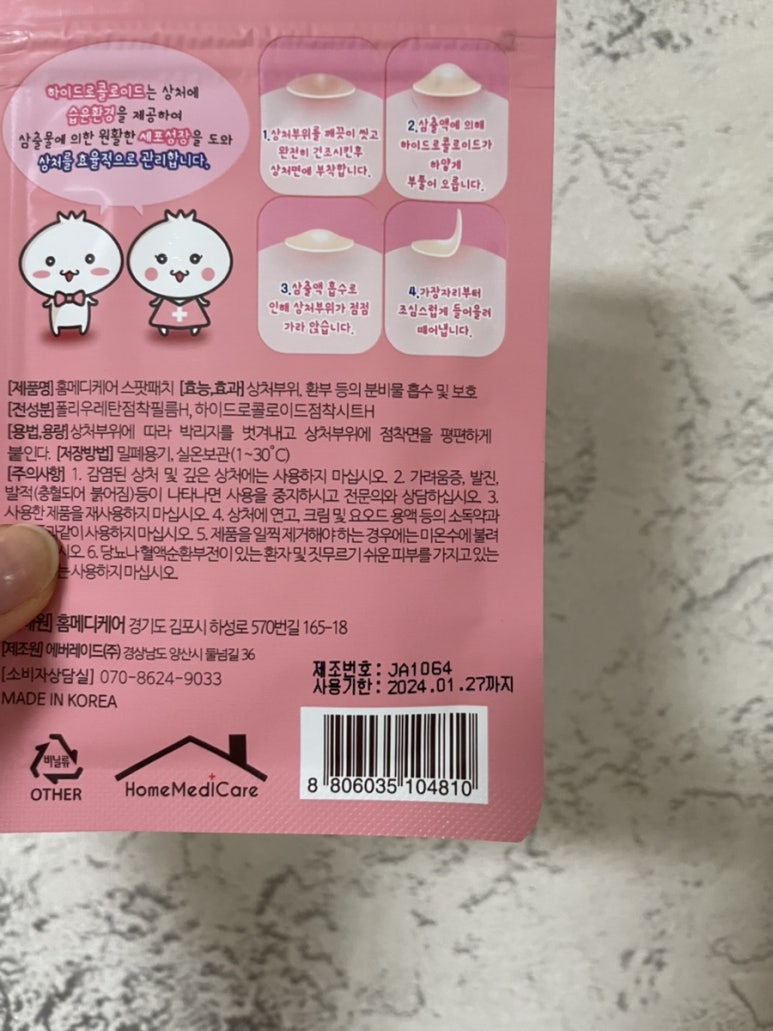 하이드로콜로이드는 상처에
습윤환경을 제공하여
삼출물에 의한 원활한 세포성장을 도와
상처를 효율적으로 관리합니다.
1.상처부위를 깨끗이 씻고
완전히 건조시킨후
상처면에 부착합니다.
2.삼출액에 의해
하이드로콜로이드가
하얗게
부풀어 오릅니다.
3.삼출액 흡수로
인해 상처부위가 점점
가라 앉습니다.
4.가장자리부터
조심스럽게 들어올려
떼어냅니다.
[제품명] 홈메디케어 스팟패치 [효능,효과] 상처부위, 환부 등의 분비물 흡수 및 보호
[전성분] 폴리우레탄점착필름H, 하이드로콜로이드점착시트H
[용법,용량] 상처부위에 따라 박리지를 벗겨내고 상처부위에 점착면을 평편하게
붙인다. [저장방법] 밀폐용기, 실온보관(1~30℃)
[주의사항] 1. 감염된 상처 및 깊은 상처에는 사용하지 마십시오. 2. 가려움증, 발진,
발적(충혈되어 붉어짐)등이 나타나면 사용을 중지하시고 전문의와 상담하십시오. 3.
사용한 제품을 재사용하지 마십시오. 4. 상처에 연고, 크림 및 요오드 용액 등의 소독약과
과같이 사용하지 마십시오. 5. 제품을 일찍 제거해야 하는 경우에는 미온수에 불려
시오. 6. 당뇨나 혈액순환부전이 있는 환자 및 짓무르기 쉬운 피부를 가지고 있는
는 사용하지 마십시오.
원] 홈메디케어 경기도 김포시 하성로 570번길 165-18
[제조원] 에버레이드(주) 경상남도 양산시 둘넘길 36
[소비자상담실] 070-8624-9033
MADE IN KOREA
제조번호 : JA1064
사용기한 : 2024.01.27까지
비닐류
OTHER
HomeMediCare
8 806035 104810